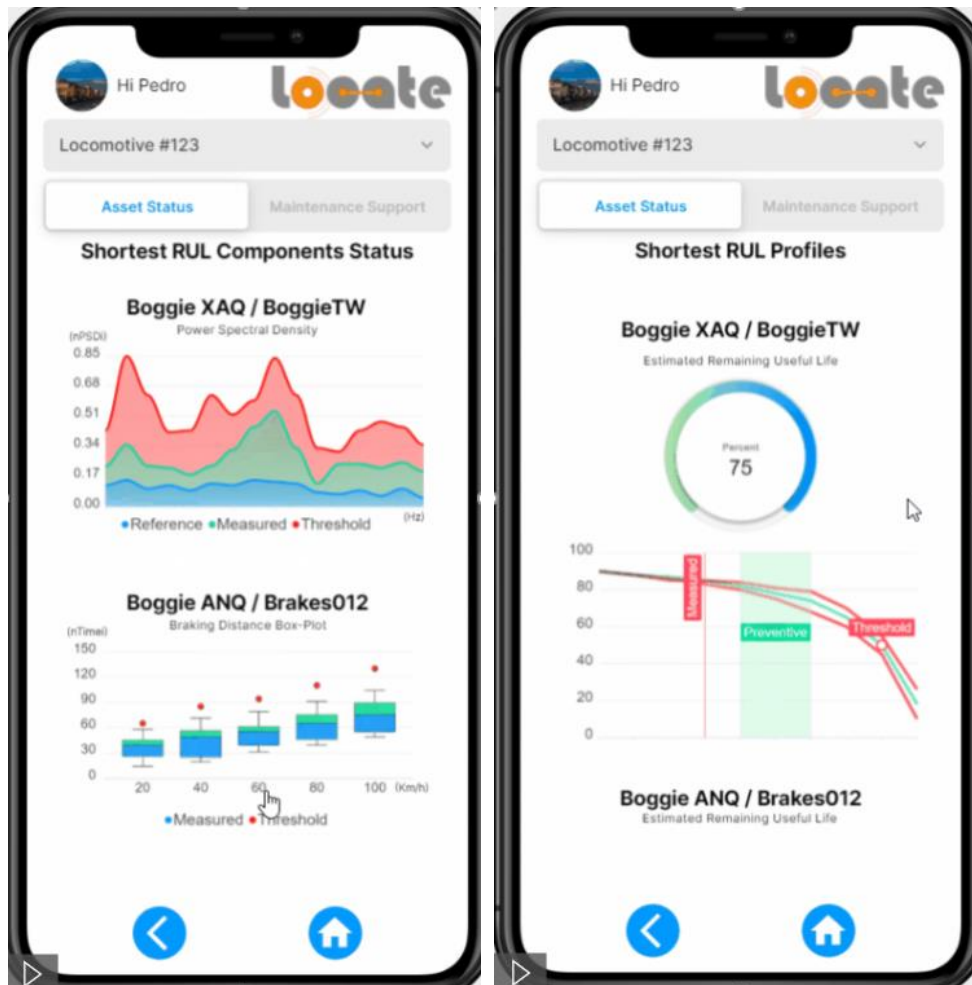 Hi Pedro
Locate
Locomotive #123
Asset Status
Maintenance Support
Shortest RUL Components Status
Boggie XAQ / BoggieTW
Power Spectral Density
(nPSDi)
0.85
0.68
0.51
0.34
0.17
0.00
(Hz)
Reference Measured Threshold
Boggie ANQ / Brakes012
Braking Distance Box-Plot
(nTimei)
150
120
90
60
30
0
20 40 60 80 100 (Km/h)
Measured Threshold
Hi Pedro
Locate
Locomotive #123
Asset Status
Maintenance Support
Shortest RUL Profiles
Boggie XAQ / BoggieTW
Estimated Remaining Useful Life
Percent
75
100
80
60
40
20
0
Measured
Preventive
Threshold
Boggie ANQ / Brakes012
Estimated Remaining Useful Life